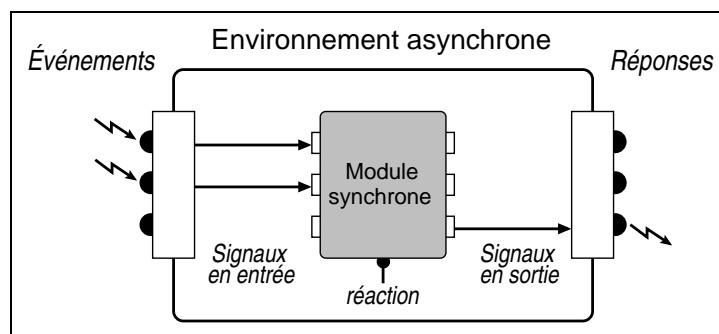 Environnement asynchrone
Événements
Réponses
Module
synchrone
Signaux
en entrée
Signaux
en sortie
réaction